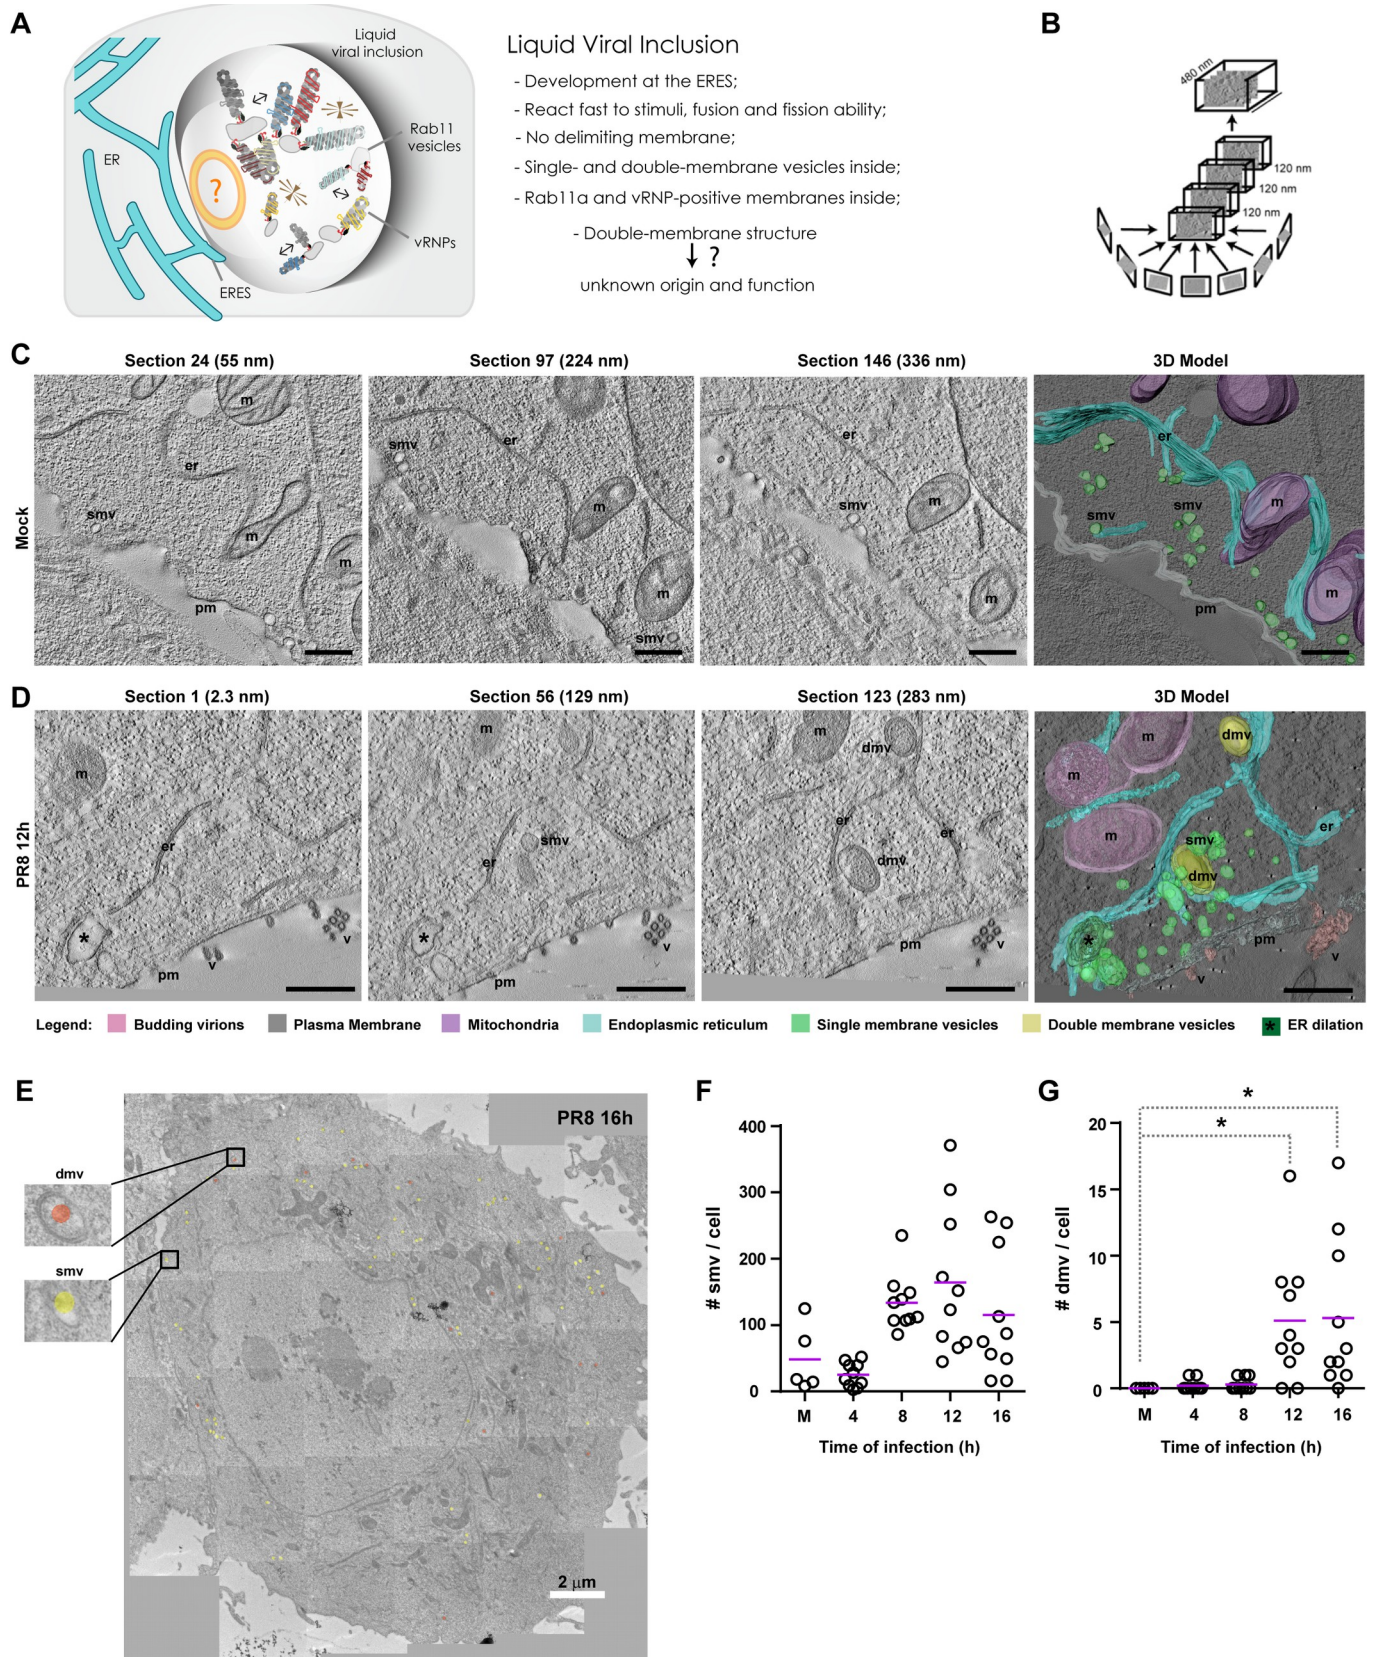 A
Liquid
viral inclusion
ER
?
Rab11
vesicles
vRNPs
ERES
Liquid Viral Inclusion
- Development at the ERES;
- React fast to stimuli, fusion and fission ability;
- No delimiting membrane;
- Single- and double-membrane vesicles inside;
- Rab11a and vRNP-positive membranes inside;
- Double-membrane structure
?
unknown origin and function
B
480 nm
120 nm
120 nm
120 nm
C
Section 24 (55 nm)
Section 97 (224 nm)
Section 146 (336 nm)
3D Model
Mock
m
er
smv
m
m
pm
smv
er
m
m
smv
er
smv
m
m
er
smv
smv
m
m
pm
D
Section 1 (2.3 nm)
Section 56 (129 nm)
Section 123 (283 nm)
3D Model
PR8 12h
m
er
*
v
v
pm
m
smv
er
*
v
pm
m
dmv
er
er
dmv
v
pm
dmv
m
m
m
er
smv
dmv
*
pm
v
v
Legend:
Budding virions
Plasma Membrane
Mitochondria
Endoplasmic reticulum
Single membrane vesicles
Double membrane vesicles
* ER dilation
E
PR8 16h
dmv
smv
2 µm
F
# smv / cell
400
300
200
100
0
M 4 8 12 16
Time of infection (h)
G
*
*
# dmv / cell
20
15
10
5
0
M 4 8 12 16
Time of infection (h)